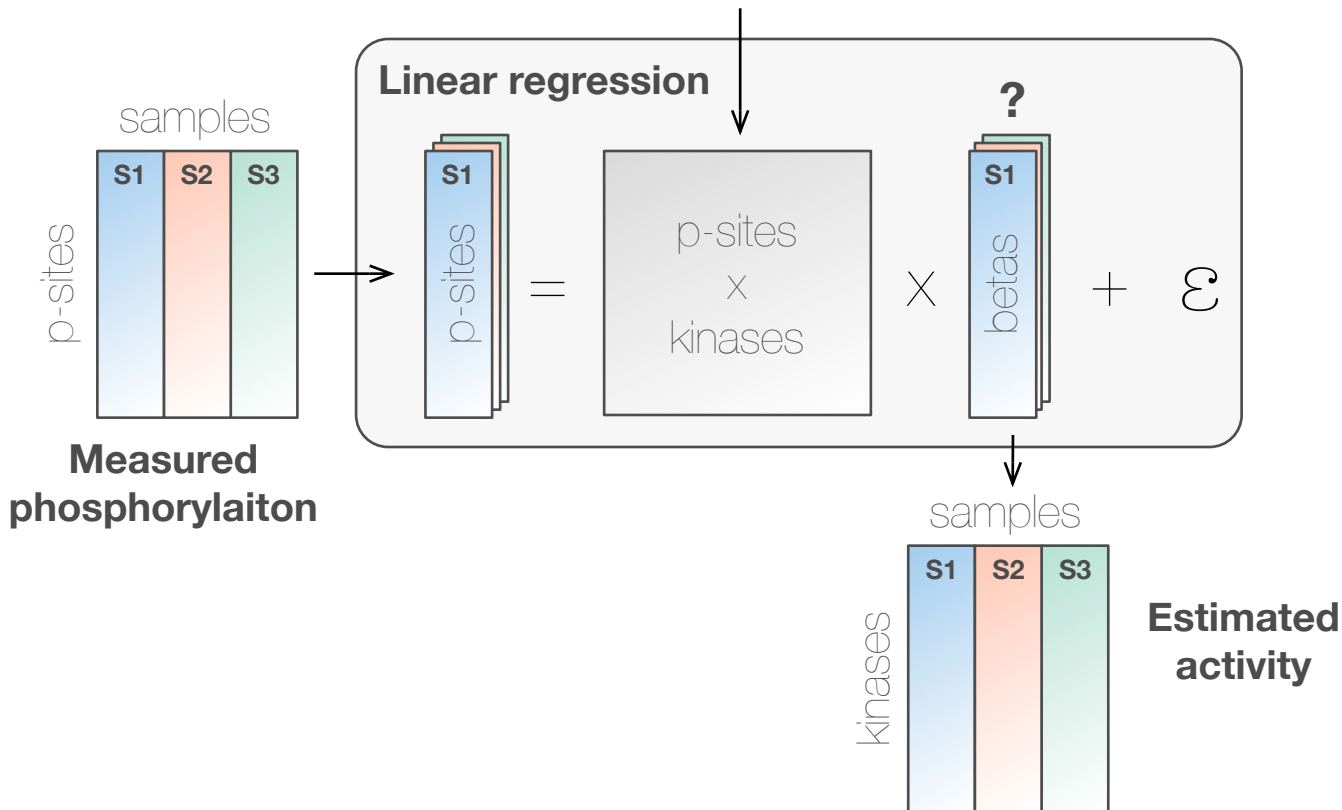 Linear regression
?
samples
S1 S2 S3
p-sites
S1
p-sites
=
p-sites
x
kinases
x
S1
betas
+
ε
Measured
phosphorylaiton
samples
S1 S2 S3
kinases
Estimated
activity